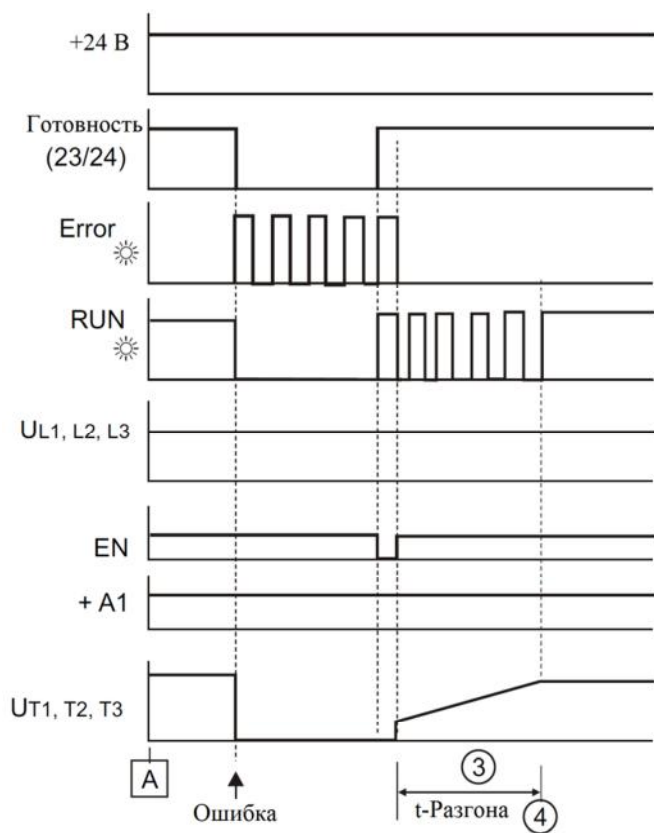 +24 В
Готовность
(23/24)
Error
RUN
UL1, L2, L3
EN
+ A1
UT1, T2, T3
A
Ошибка
3
t-Разгона
4